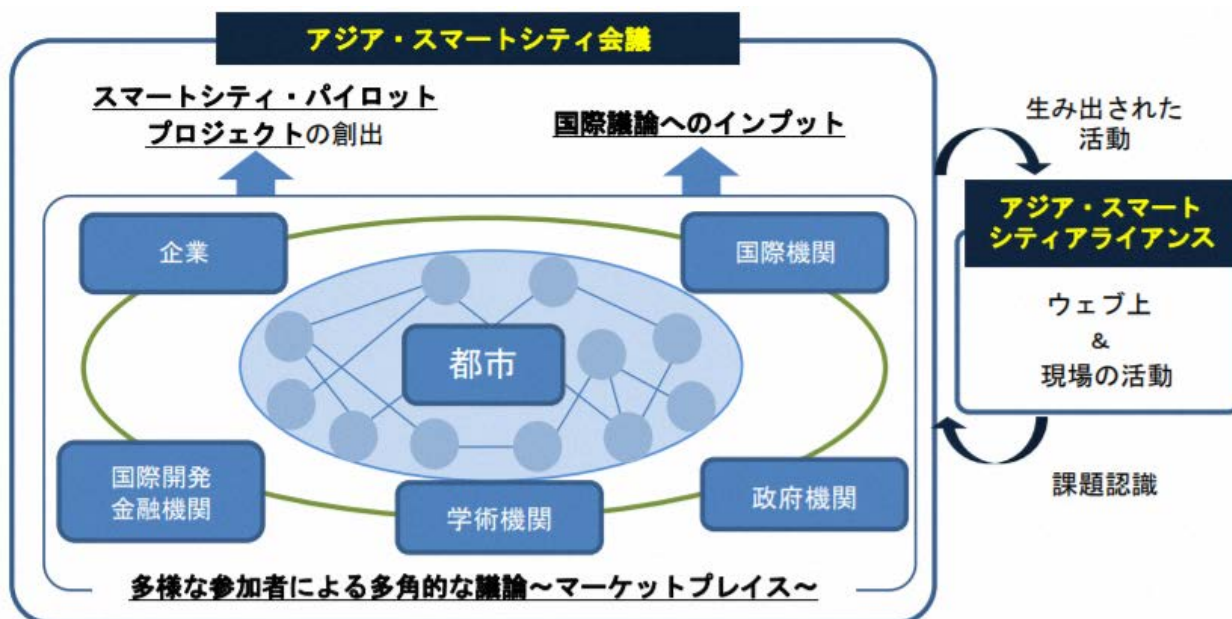 アジア・スマートシティ会議
スマートシティ・パイロット
プロジェクトの創出
国際議論へのインプット
企業
国際機関
都市
国際開発
金融機関
学術機関
政府機関
多様な参加者による多角的な議論～マーケットプレイス～
生み出された
活動
アジア・スマート
シティアライアンス
ウェブ上
&
現場の活動
課題認識